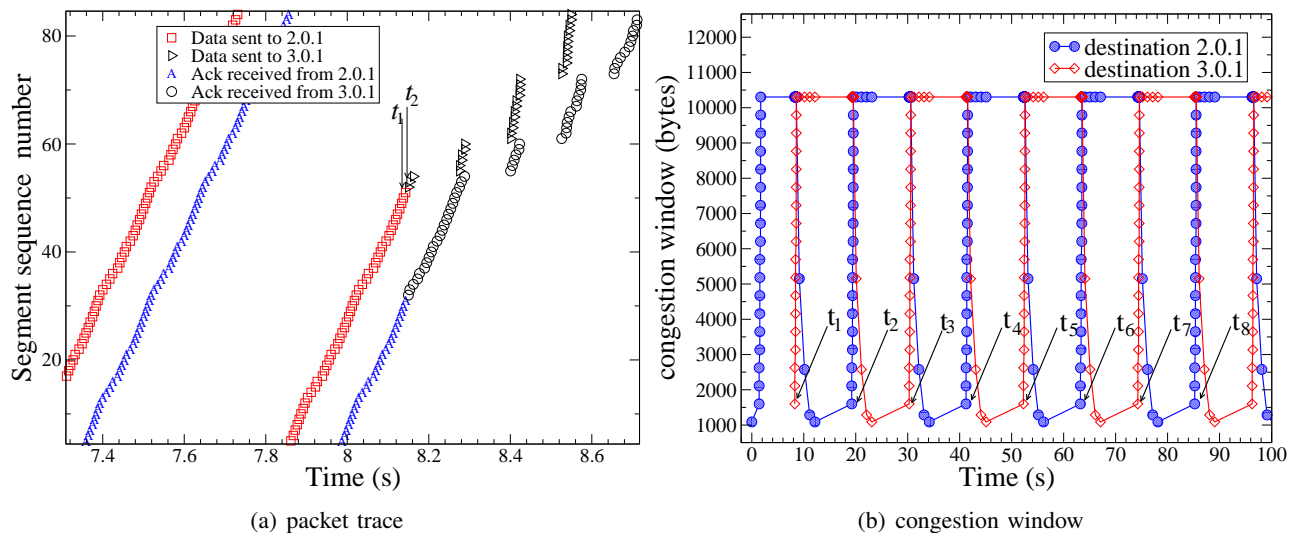 Data sent to 2.0.1
Data sent to 3.0.1
Ack received from 2.0.1
Ack received from 3.0.1
t1
t2
80
60
40
20
Segment sequence number
7.4
7.6
7.8
8
8.2
8.4
8.6
Time (s)
(a) packet trace
destination 2.0.1
destination 3.0.1
12000
11000
10000
9000
8000
7000
6000
5000
4000
3000
2000
1000
congestion window (bytes)
t1
t2
t3
t4
t5
t6
t7
t8
0
10
20
30
40
50
60
70
80
90
100
Time (s)
(b) congestion window